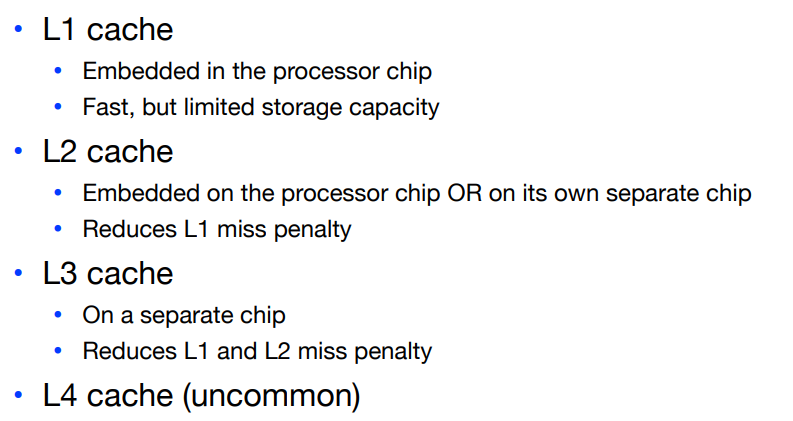 • L1 cache
• Embedded in the processor chip
• Fast, but limited storage capacity
• L2 cache
• Embedded on the processor chip OR on its own separate chip
• Reduces L1 miss penalty
• L3 cache
• On a separate chip
• Reduces L1 and L2 miss penalty
• L4 cache (uncommon)